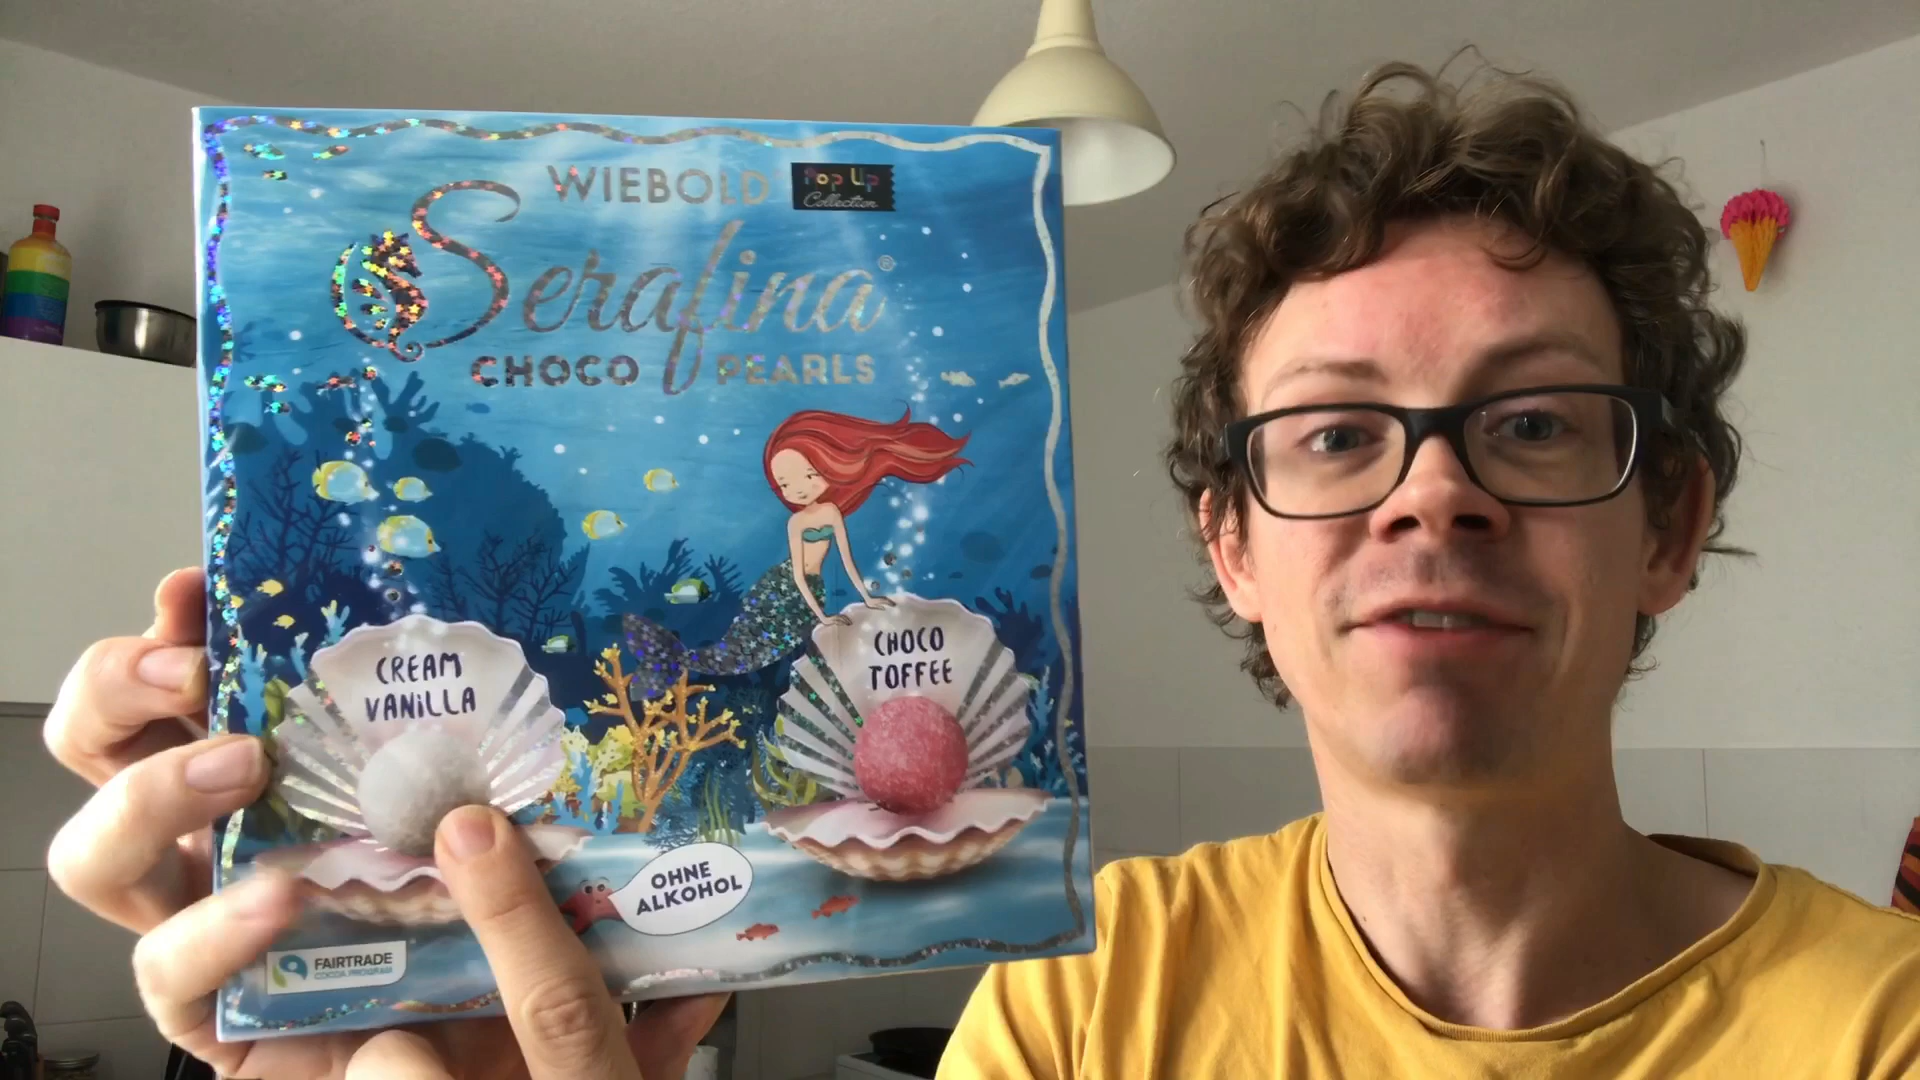 WIEBOLD
Pop Up
Collection
Serafina®
CHOCO PEARLS
CREAM
VANILLA
CHOCO
TOFFEE
OHNE
ALKOHOL
FAIRTRADE
COCOA PROGRAM